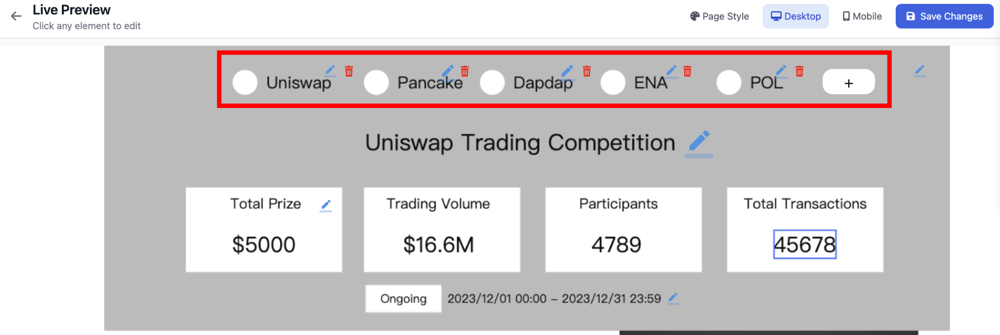 Live Preview
Click any element to edit
Page Style
Desktop
Mobile
Save Changes
Uniswap
Pancake
Dapdap
ENA
POL
+
Uniswap Trading Competition
Total Prize
$5000
Trading Volume
$16.6M
Participants
4789
Total Transactions
45678
Ongoing
2023/12/01 00:00 – 2023/12/31 23:59